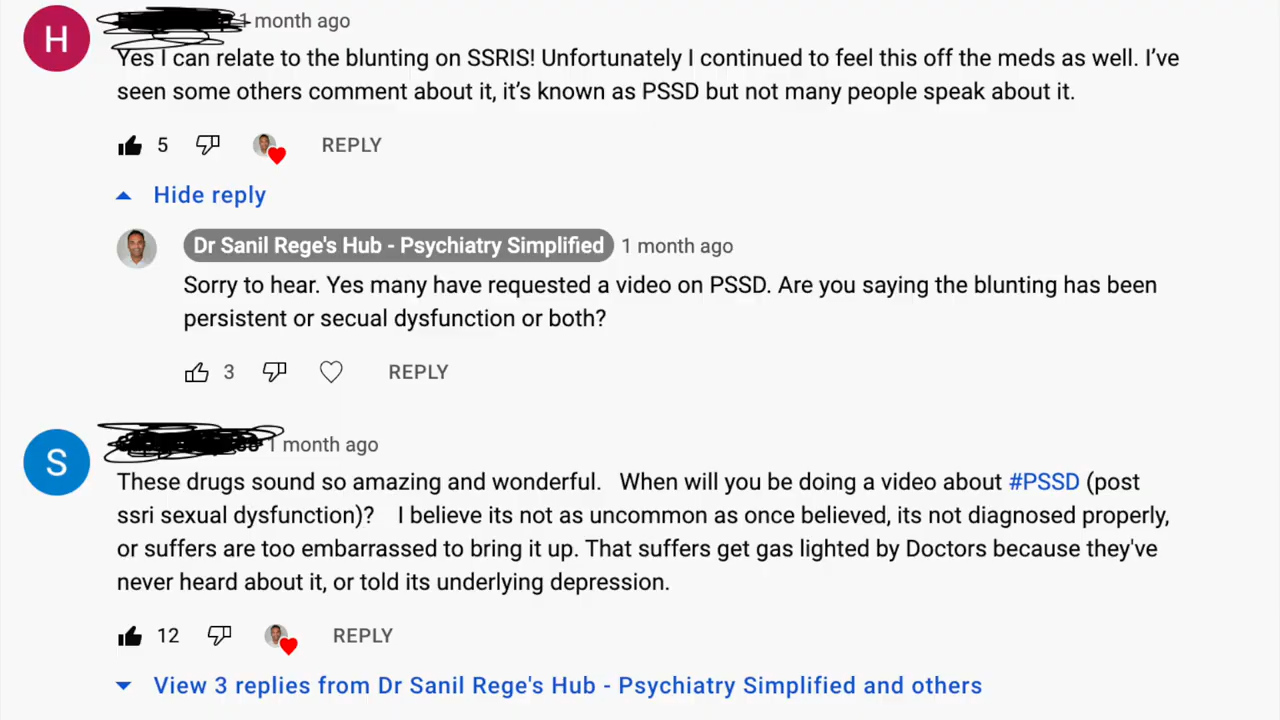 H
1 month ago
Yes I can relate to the blunting on SSRIS! Unfortunately I continued to feel this off the meds as well. I’ve
seen some others comment about it, it’s known as PSSD but not many people speak about it.
5 REPLY
Hide reply
Dr Sanil Rege's Hub - Psychiatry Simplified 1 month ago
Sorry to hear. Yes many have requested a video on PSSD. Are you saying the blunting has been
persistent or secual dysfunction or both?
3 REPLY
S
1 month ago
These drugs sound so amazing and wonderful. When will you be doing a video about #PSSD (post
ssri sexual dysfunction)? I believe its not as uncommon as once believed, its not diagnosed properly,
or suffers are too embarrassed to bring it up. That suffers get gas lighted by Doctors because they've
never heard about it, or told its underlying depression.
12 REPLY
View 3 replies from Dr Sanil Rege's Hub - Psychiatry Simplified and others